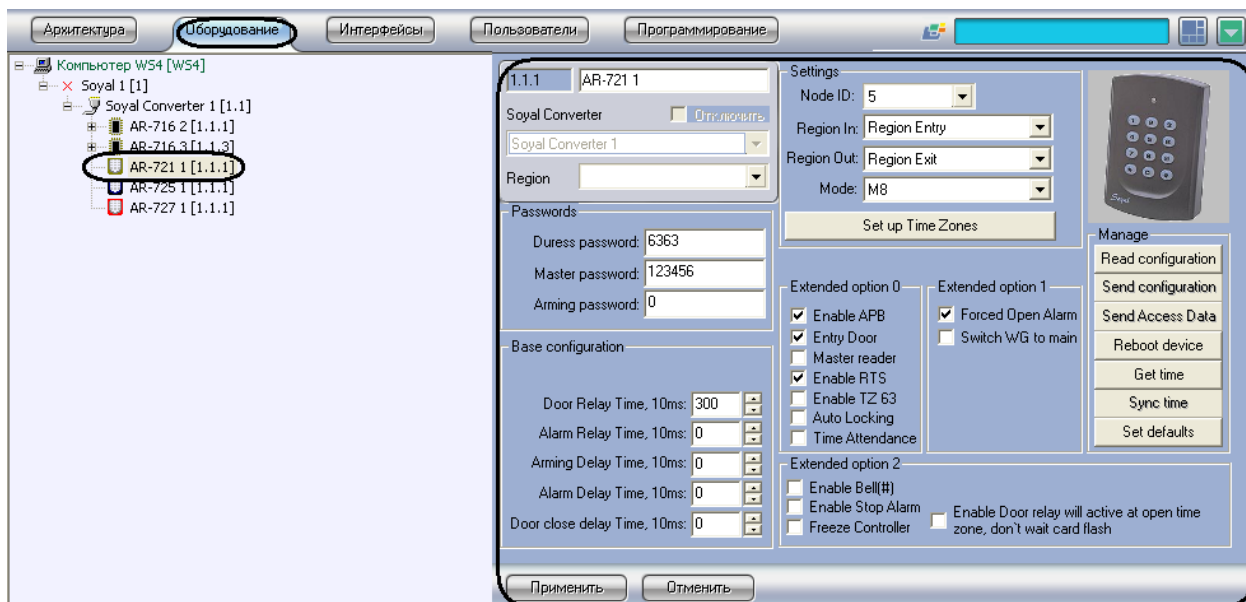 Архитектура Оборудование Интерфейсы Пользователи Программирование
Компьютер WS4 [WS4]
Soyal 1 [1]
Soyal Converter 1 [1.1]
AR-716 2 [1.1.1]
AR-716 3 [1.1.3]
AR-721 1 [1.1.1]
AR-725 1 [1.1.1]
AR-727 1 [1.1.1]
1.1.1 AR-721 1
Soyal Converter Отключить
Soyal Converter 1
Region
Passwords
Duress password: 6363
Master password: 123456
Arming password: 0
Base configuration
Door Relay Time, 10ms: 300
Alarm Relay Time, 10ms: 0
Arming Delay Time, 10ms: 0
Alarm Delay Time, 10ms: 0
Door close delay Time, 10ms: 0
Settings
Node ID: 5
Region In: Region Entry
Region Out: Region Exit
Mode: M8
Set up Time Zones
Extended option 0
Enable APB
Entry Door
Master reader
Enable RTS
Enable TZ 63
Auto Locking
Time Attendance
Extended option 1
Forced Open Alarm
Switch WG to main
Extended option 2
Enable Bell(#)
Enable Stop Alarm
Freeze Controller
Enable Door relay will active at open time
zone, don`t wait card flash
Soyal
Manage
Read configuration
Send configuration
Send Access Data
Reboot device
Get time
Sync time
Set defaults
Применить Отменить